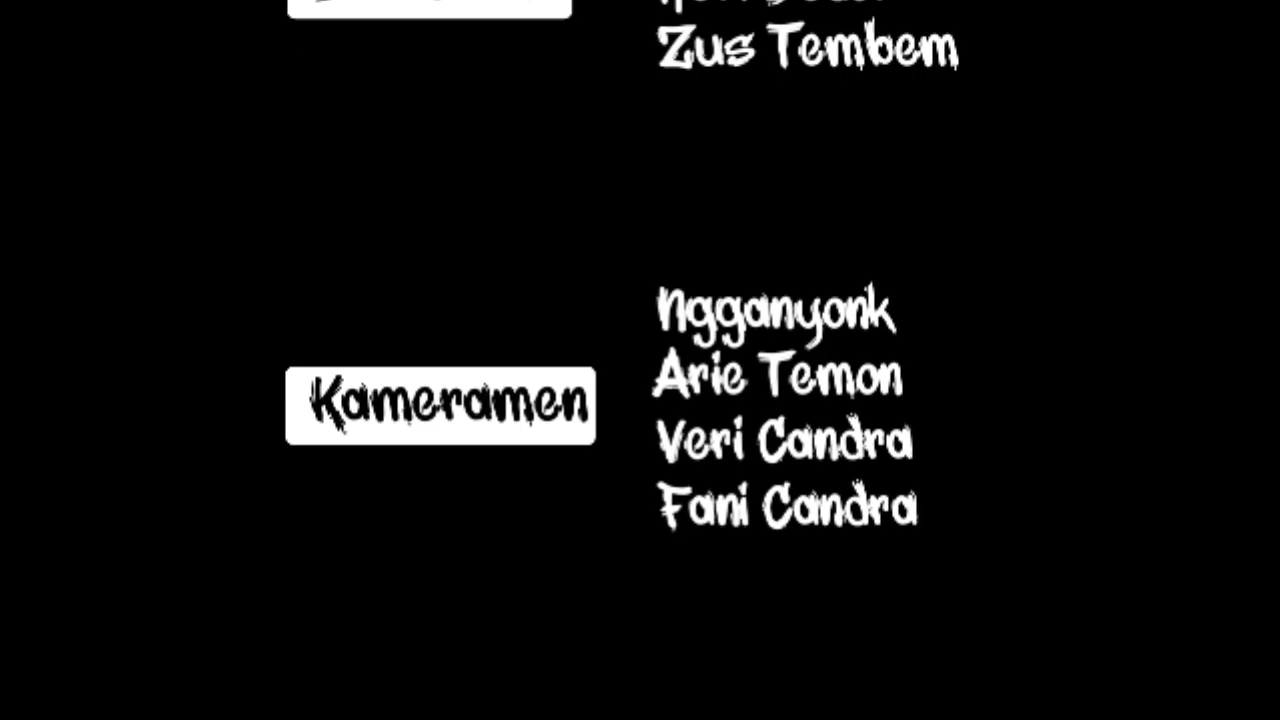 Zus Tembem
Ngganyonk
Arie Temon
Kameramen
Veri Candra
Fani Candra